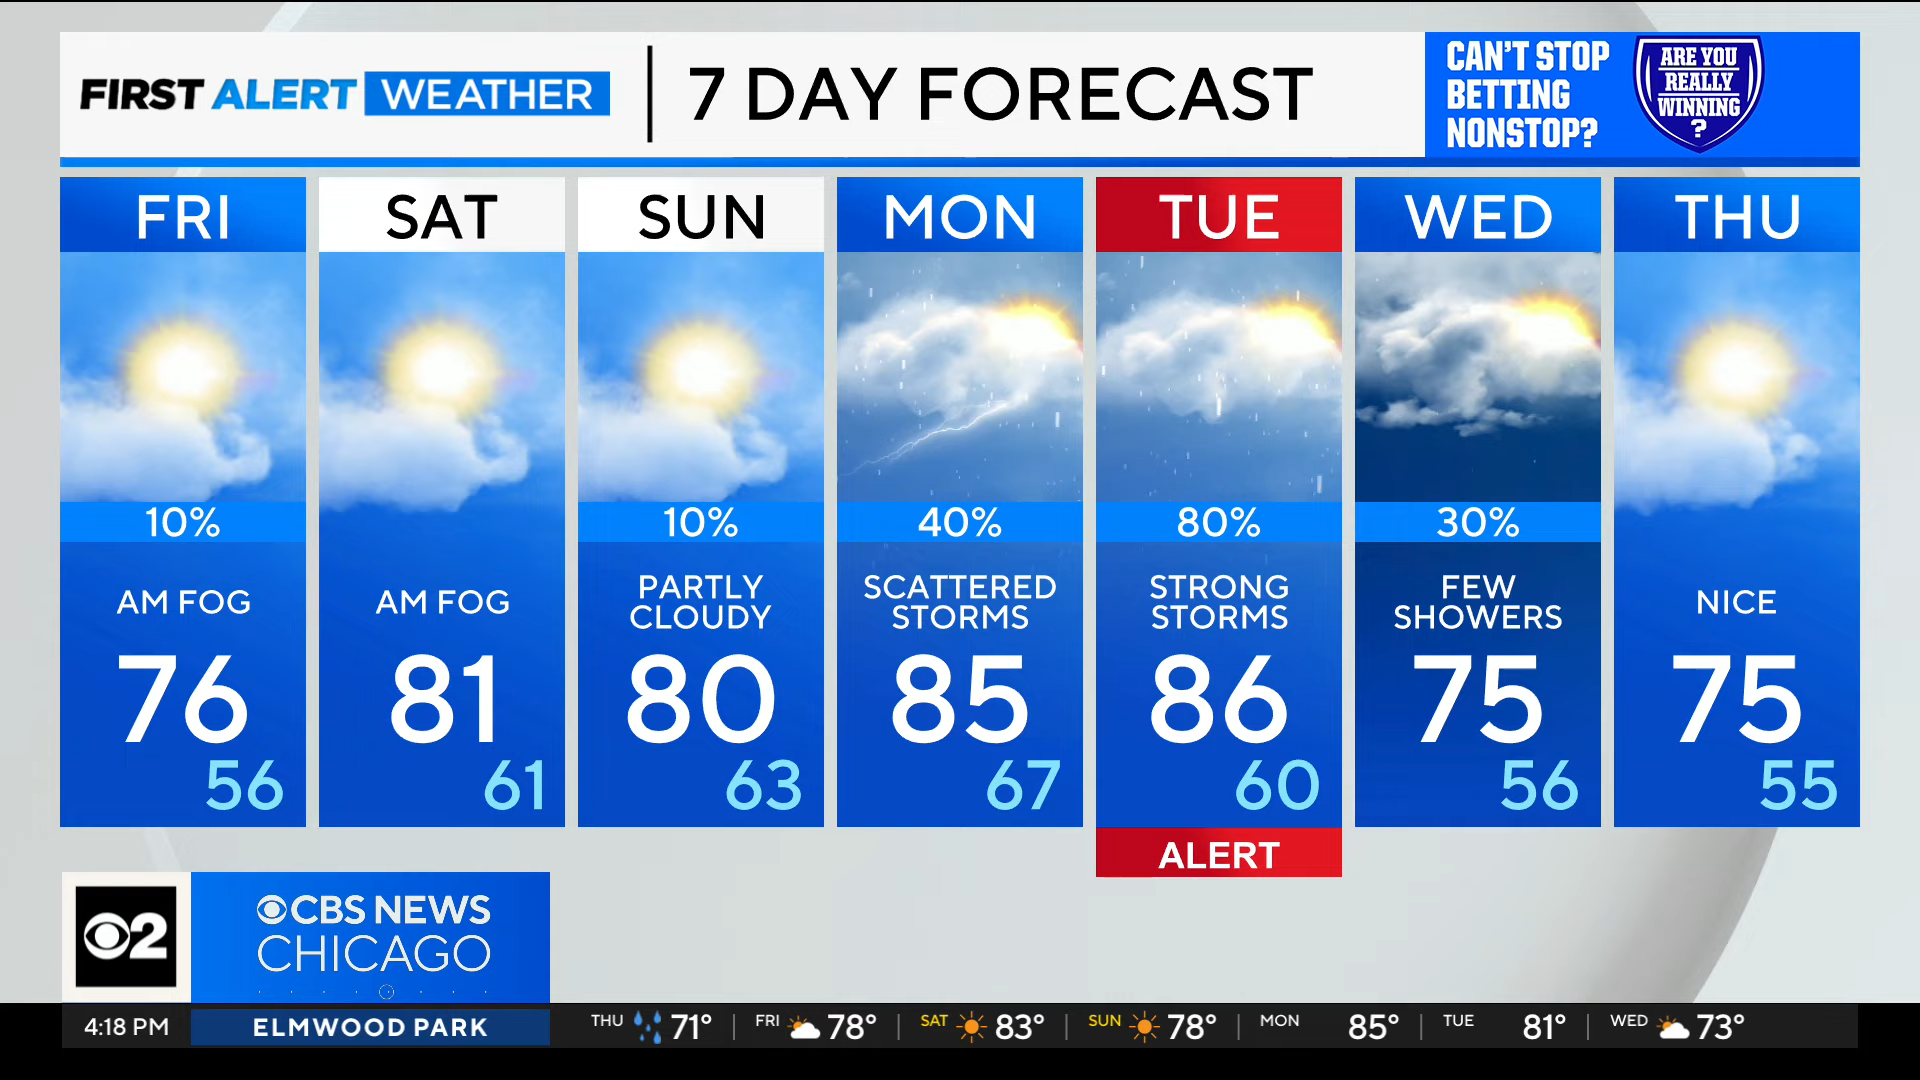 FIRST ALERT WEATHER
7 DAY FORECAST
CAN'T STOP
BETTING
NONSTOP?
ARE YOU
REALLY
WINNING
?
FRI
10%
AM FOG
76
56
SAT
AM FOG
81
61
SUN
10%
PARTLY
CLOUDY
80
63
MON
40%
SCATTERED
STORMS
85
67
TUE
80%
STRONG
STORMS
86
60
ALERT
WED
30%
FEW
SHOWERS
75
56
THU
NICE
75
55
2
CBS NEWS
CHICAGO
4:18 PM
ELMWOOD PARK
THU 71° FRI 78° SAT 83° SUN 78° MON 85° TUE 81° WED 73°